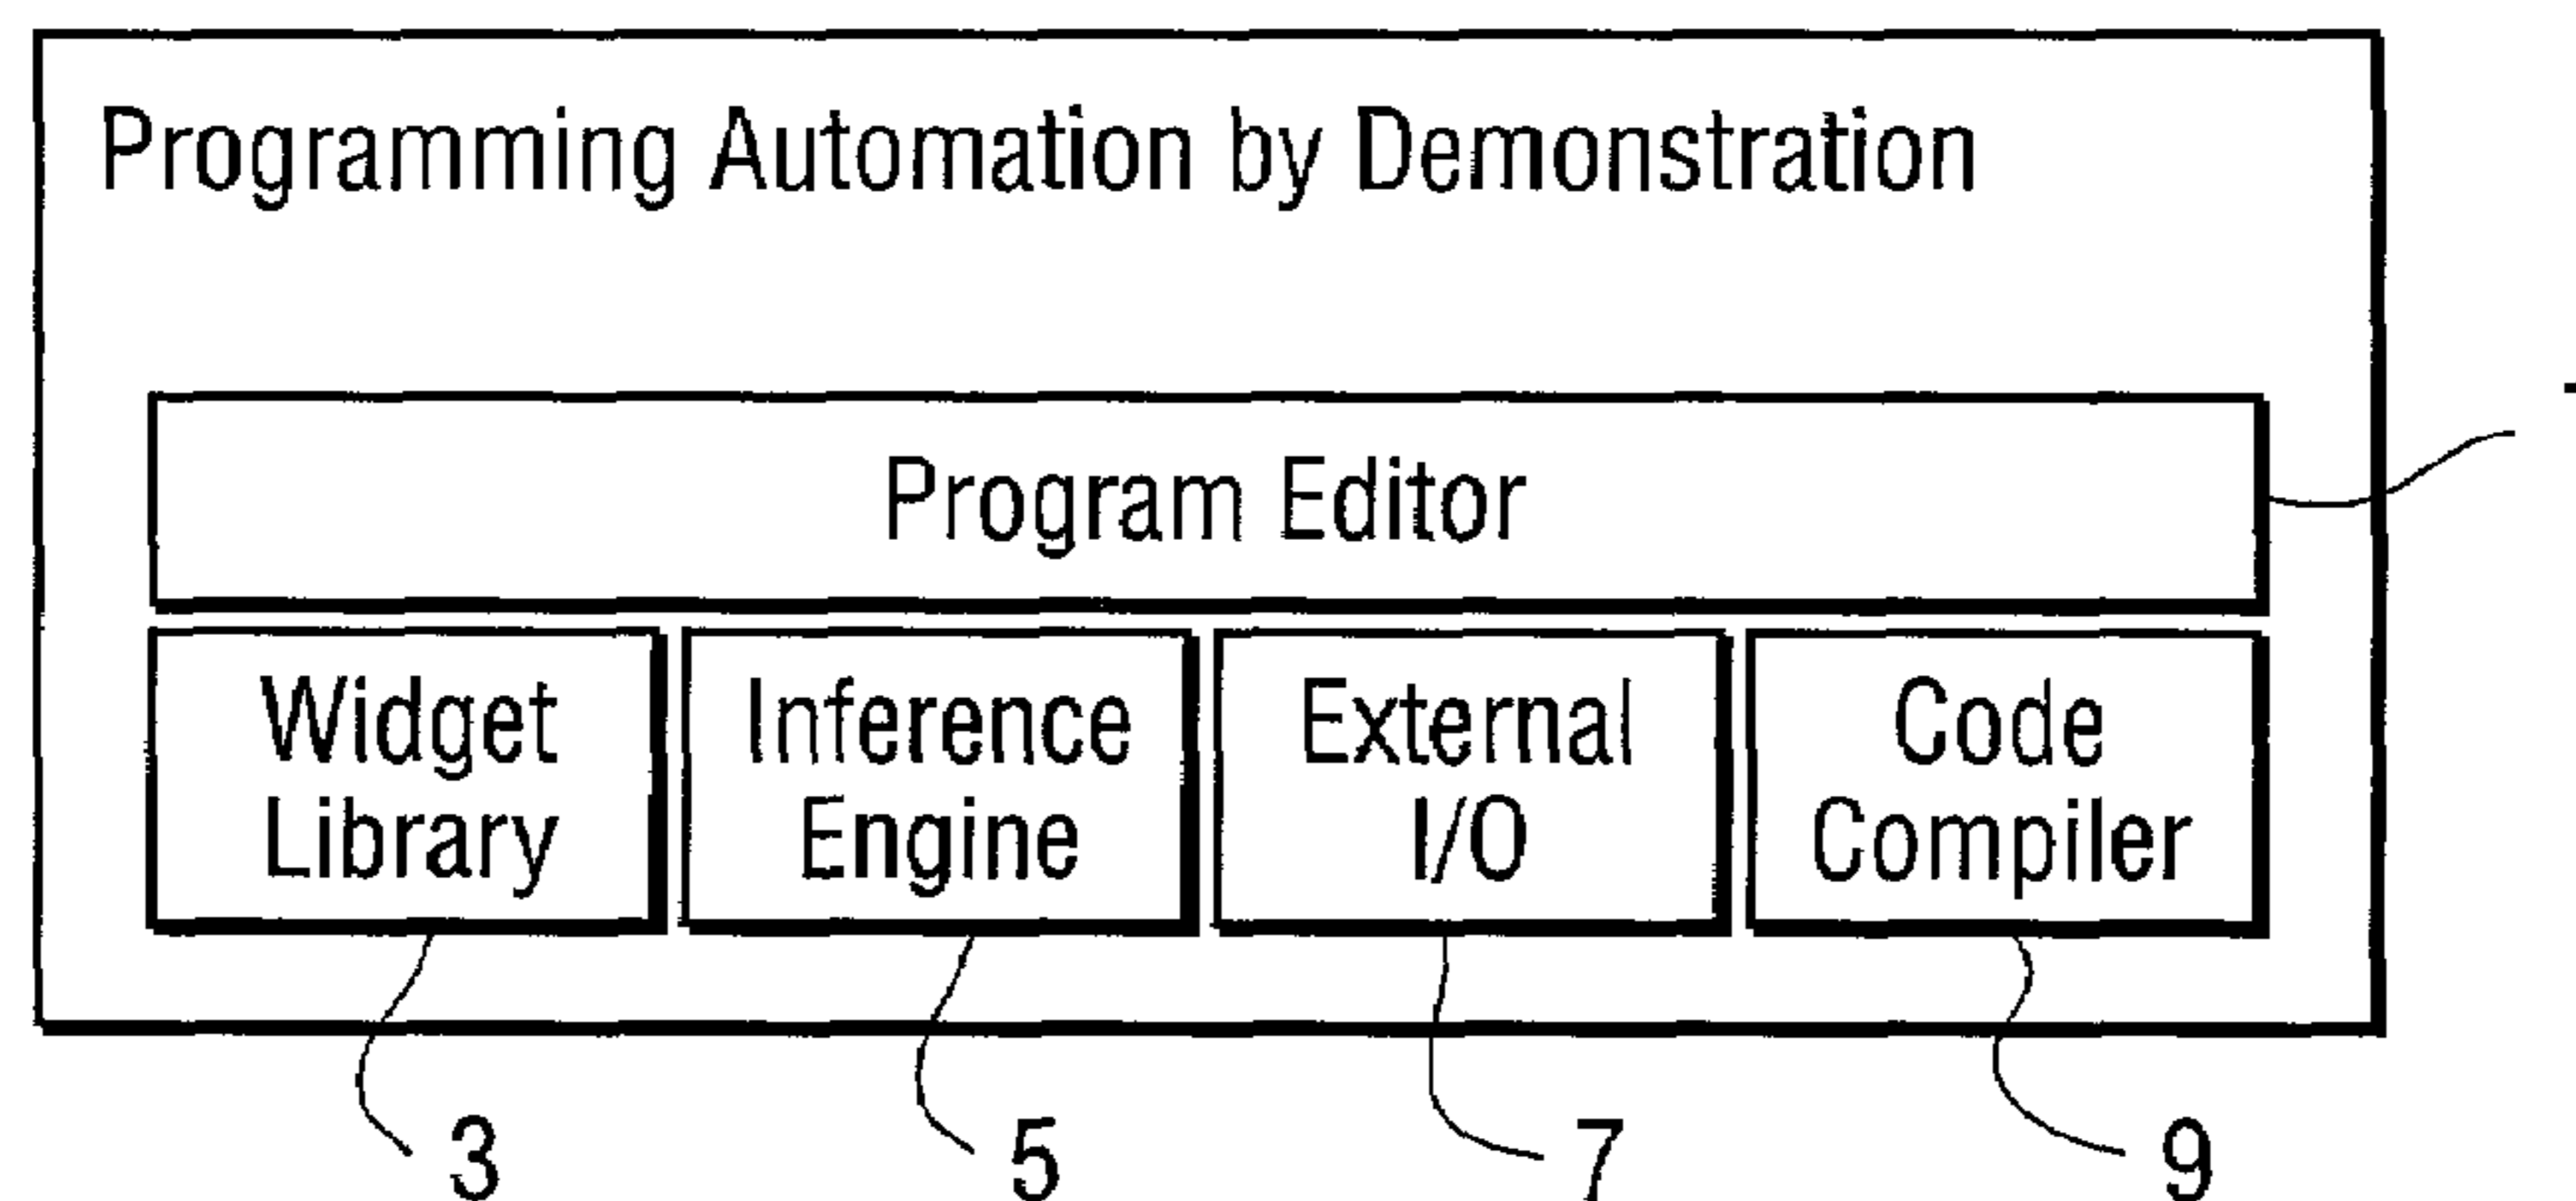 Programming Automation by Demonstration
Program Editor
Widget
Library
Inference
Engine
External
I/O
Code
Compiler
3
5
7
9